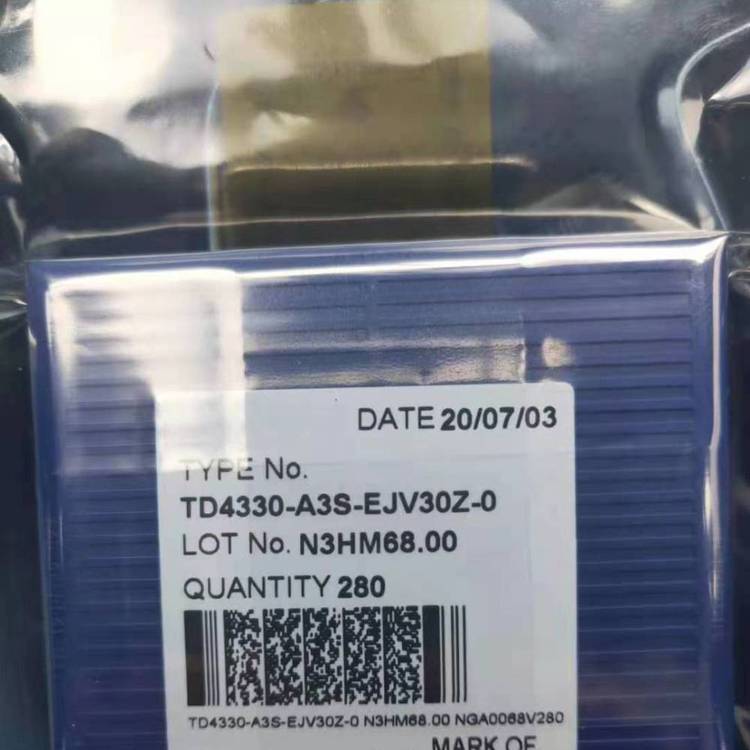 DATE 20/07/03
TYPE No.
TD4330-A3S-EJV30Z-0
LOT No. N3HM68.00
QUANTITY 280
TD4330-A3S-EJV30Z-0 N3HM68.00 NGA0068V280
MARK OF